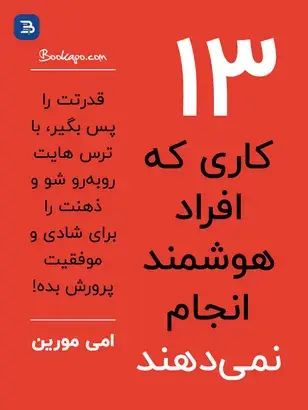 Bookapo.com
۱۳
کاری که
افراد
هوشمند
انجام
نمی‌دهند
قدرتت را
پس بگیر، با
ترس هایت
روبه‌رو شو و
ذهنت را
برای شادی و
موفقیت
پرورش بده!
امی مورین